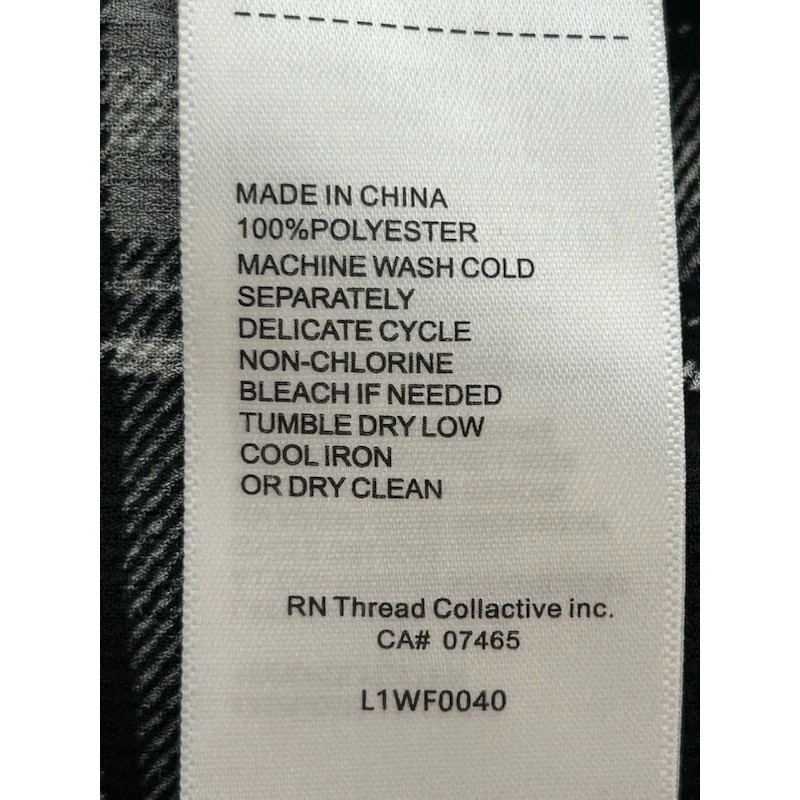 MADE IN CHINA
100%POLYESTER
MACHINE WASH COLD
SEPARATELY
DELICATE CYCLE
NON-CHLORINE
BLEACH IF NEEDED
TUMBLE DRY LOW
COOL IRON
OR DRY CLEAN
RN Thread Collactive inc.
CA# 07465
L1WF0040